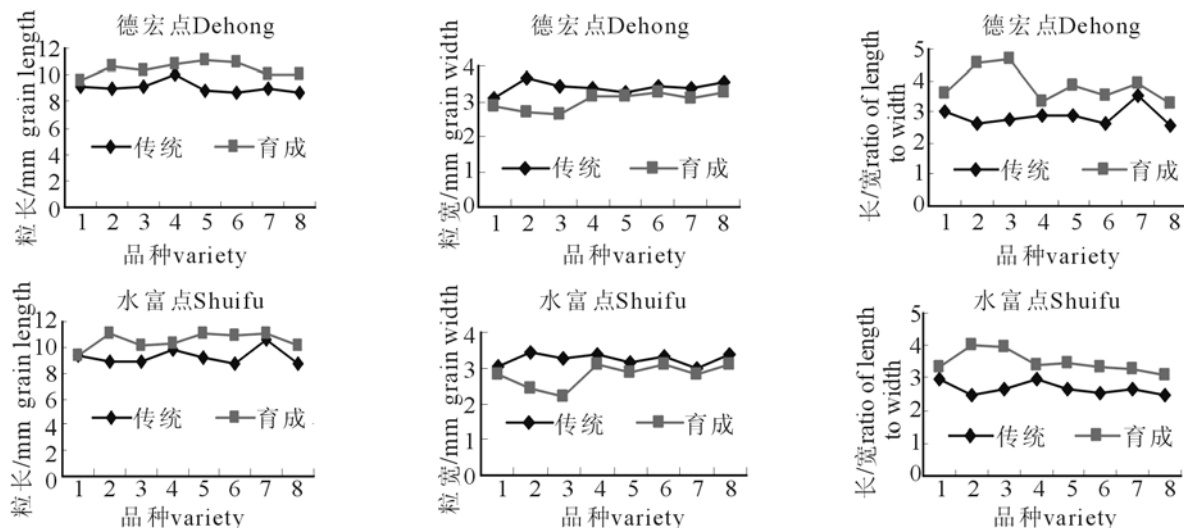 德宏点Dehong
粒长/mm grain length
12
10
8
6
4
2
0
传统
育成
1 2 3 4 5 6 7 8
品种variety
德宏点Dehong
粒宽/mm grain width
4
3
2
1
0
传统
育成
1 2 3 4 5 6 7 8
品种variety
德宏点Dehong
长/宽ratio of length
to width
5
4
3
2
1
0
传统
育成
1 2 3 4 5 6 7 8
品种variety
水富点Shuifu
粒长/mm grain length
12
10
8
6
4
2
0
传统
育成
1 2 3 4 5 6 7 8
品种variety
水富点Shuifu
粒宽/mm grain width
4
3
2
1
0
传统
育成
1 2 3 4 5 6 7 8
品种variety
水富点Shuifu
长/宽ratio of length
to width
5
4
3
2
1
0
传统
育成
1 2 3 4 5 6 7 8
品种variety